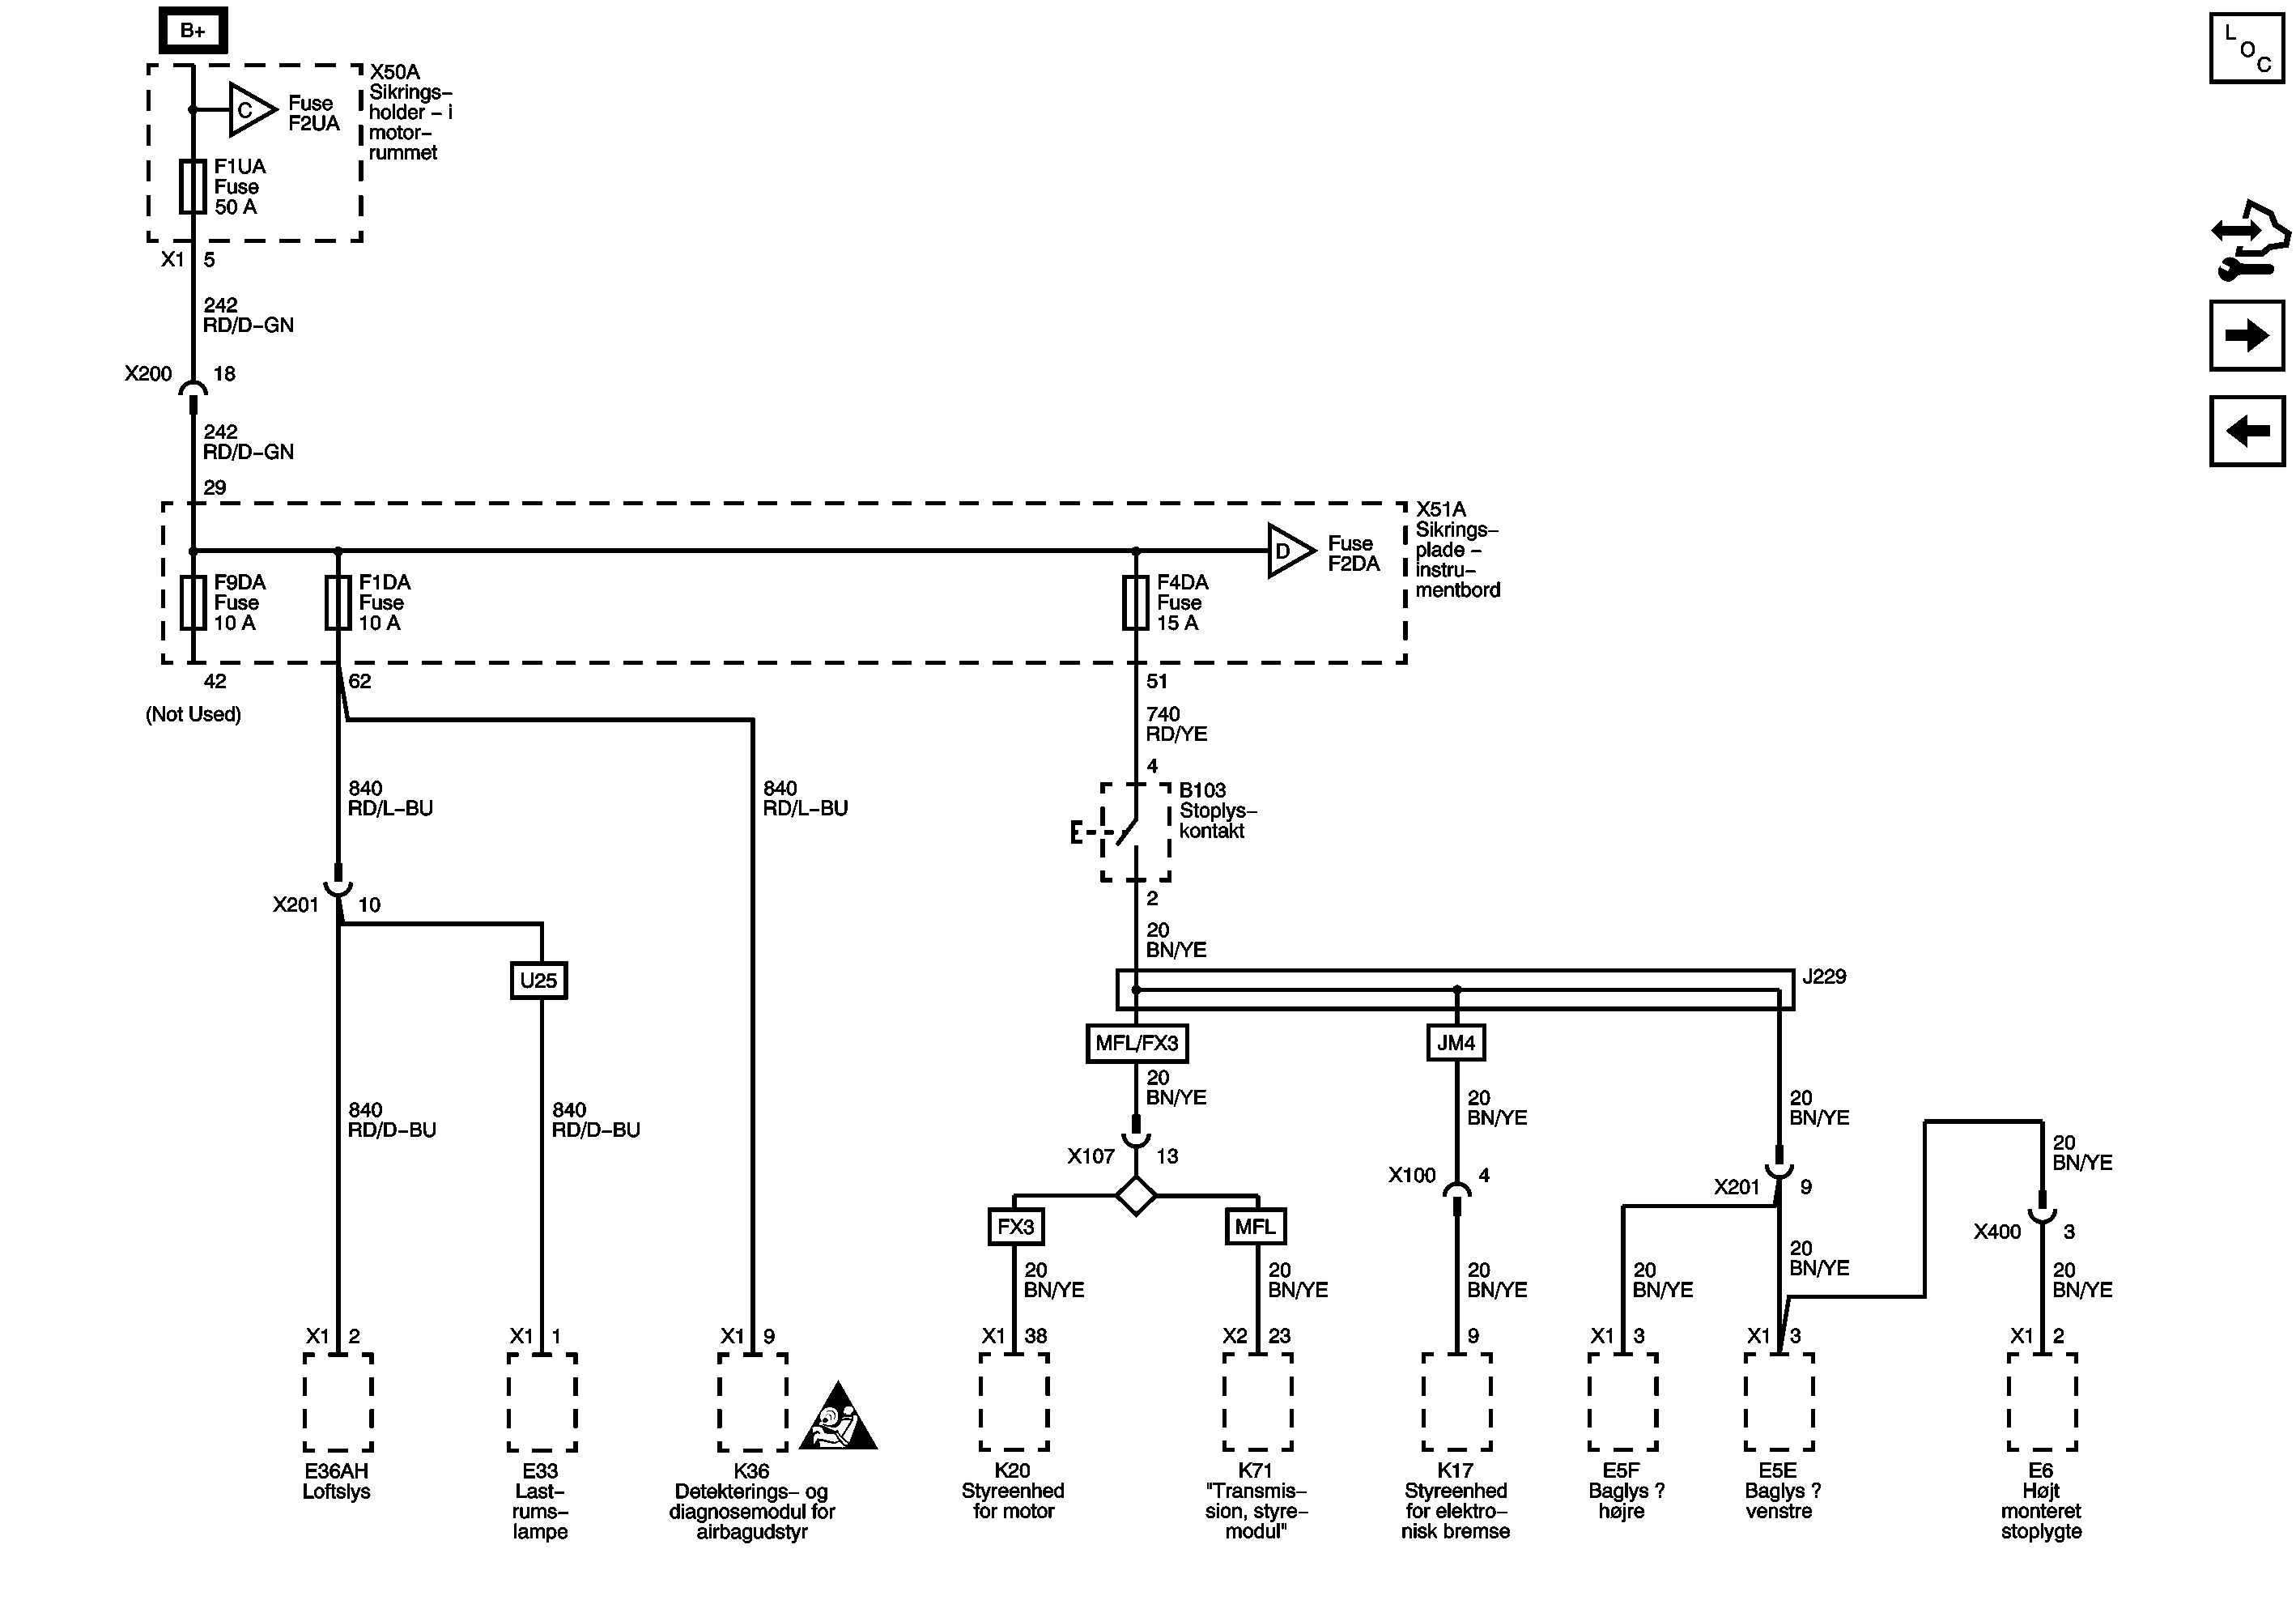 B+
X50A
Sikrings–
holder – i
motor–
rummet
C
Fuse
F2UA
F1UA
Fuse
50 A
X1 5
242
RD/D–GN
X200 18
242
RD/D–GN
29
X51A
Sikrings–
plade –
instru–
mentbord
D
Fuse
F2DA
F9DA
Fuse
10 A
F1DA
Fuse
10 A
F4DA
Fuse
15 A
42
(Not Used)
62
51
740
RD/YE
4
840
RD/L–BU
840
RD/L–BU
B103
Stoplys–
kontakt
E
2
X201 10
20
BN/YE
U25
J229
MFL/FX3
JM4
20
BN/YE
20
BN/YE
20
BN/YE
840
RD/D–BU
840
RD/D–BU
X107 13
X100 4
X201 9
20
BN/YE
X400 3
FX3
MFL
20
BN/YE
20
BN/YE
20
BN/YE
20
BN/YE
20
BN/YE
20
BN/YE
X1 2
X1 1
X1 9
X1 38
X2 23
9
X1 3
X1 3
X1 2
E36AH
Loftslys
E33
Last–
rums–
lampe
K36
Detekterings– og
diagnosemodul for
airbagudstyr
K20
Styreenhed
for motor
K71
"Transmis–
sion, styre–
modul"
K17
Styreenhed
for elektro–
nisk bremse
E5F
Baglys ?
højre
E5E
Baglys ?
venstre
E6
Højt
monteret
stoplygte
L
O
C